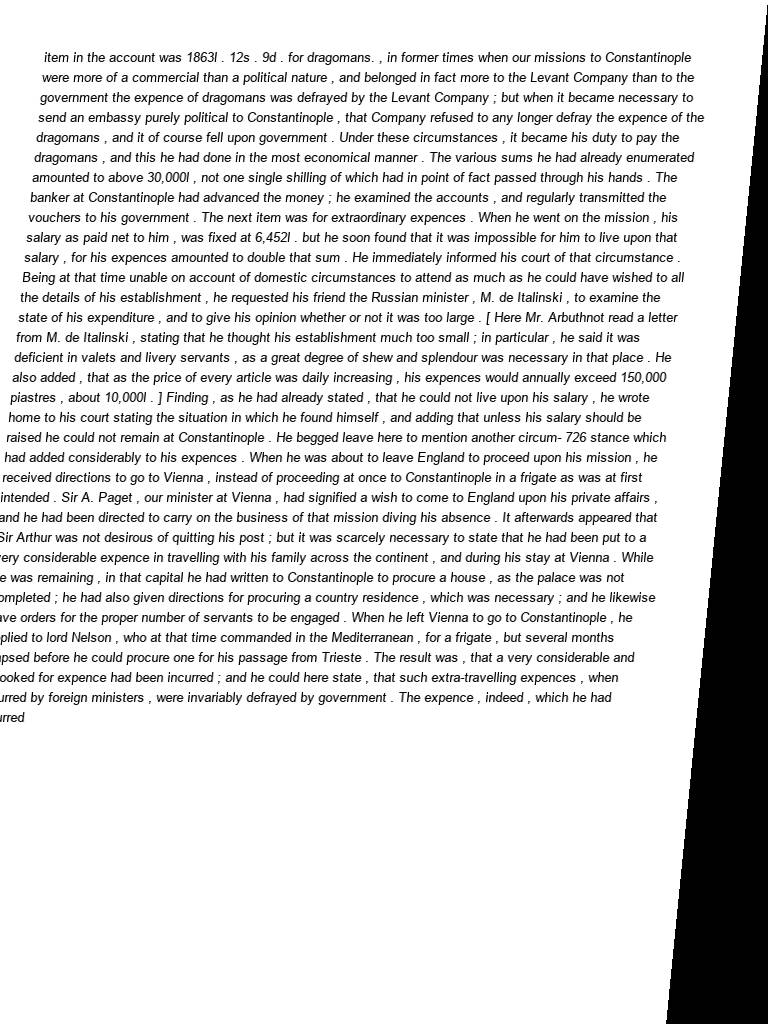 item in the account was 1863l . 12s . 9d . for dragomans. , in former times when our missions to Constantinople
were more of a commercial than a political nature , and belonged in fact more to the Levant Company than to the
government the expence of dragomans was defrayed by the Levant Company ; but when it became necessary to
send an embassy purely political to Constantinople , that Company refused to any longer defray the expence of the
dragomans , and it of course fell upon government . Under these circumstances , it became his duty to pay the
dragomans , and this he had done in the most economical manner . The various sums he had already enumerated
amounted to above 30,000l , not one single shilling of which had in point of fact passed through his hands . The
banker at Constantinople had advanced the money ; he examined the accounts , and regularly transmitted the
vouchers to his government . The next item was for extraordinary expences . When he went on the mission , his
salary as paid net to him , was fixed at 6,452l . but he soon found that it was impossible for him to live upon that
salary , for his expences amounted to double that sum . He immediately informed his court of that circumstance .
Being at that time unable on account of domestic circumstances to attend as much as he could have wished to all
the details of his establishment , he requested his friend the Russian minister , M. de Italinski , to examine the
state of his expenditure , and to give his opinion whether or not it was too large . [ Here Mr. Arbuthnot read a letter
from M. de Italinski , stating that he thought his establishment much too small ; in particular , he said it was
deficient in valets and livery servants , as a great degree of shew and splendour was necessary in that place . He
also added , that as the price of every article was daily increasing , his expences would annually exceed 150,000
piastres , about 10,000l . ] Finding , as he had already stated , that he could not live upon his salary , he wrote
home to his court stating the situation in which he found himself , and adding that unless his salary should be
raised he could not remain at Constantinople . He begged leave here to mention another circum- 726 stance which
had added considerably to his expences . When he was about to leave England to proceed upon his mission , he
received directions to go to Vienna , instead of proceeding at once to Constantinople in a frigate as was at first
intended . Sir A. Paget , our minister at Vienna , had signified a wish to come to England upon his private affairs ,
and he had been directed to carry on the business of that mission diving his absence . It afterwards appeared that
Sir Arthur was not desirous of quitting his post ; but it was scarcely necessary to state that he had been put to a
ery considerable expence in travelling with his family across the continent , and during his stay at Vienna . While
e was remaining , in that capital he had written to Constantinople to procure a house , as the palace was not
ompleted ; he had also given directions for procuring a country residence , which was necessary ; and he likewise
ave orders for the proper number of servants to be engaged . When he left Vienna to go to Constantinople , he
plied to lord Nelson , who at that time commanded in the Mediterranean , for a frigate , but several months
apsed before he could procure one for his passage from Trieste . The result was , that a very considerable and
ooked for expence had been incurred ; and he could here state , that such extra-travelling expences , when
urred by foreign ministers , were invariably defrayed by government . The expence , indeed , which he had
urred